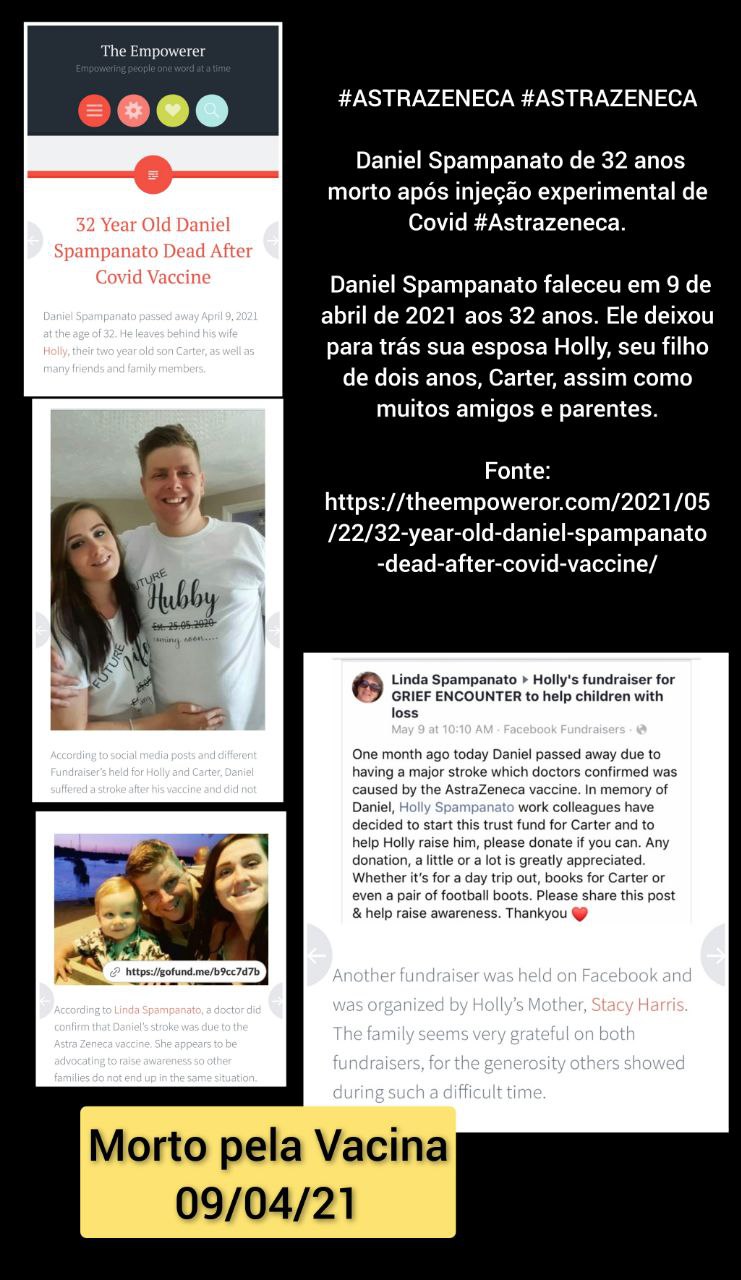 The Empowerer
Empowering people one word at a time
32 Year Old Daniel
Spampanato Dead After
Covid Vaccine
Daniel Spampanato passed away April 9, 2021
at the age of 32. He leaves behind his wife
Holly, their two year old son Carter, as well as
many friends and family members.
FUTURE
FUTURE
Hubby
Est. 25.05.2020
coming soon....
According to social media posts and different
Fundraiser's held for Holly and Carter, Daniel
suffered a stroke after his vaccine and did not
https://gofund.me/b9cc7d7b
According to Linda Spampanato, a doctor did
confirm that Daniel's stroke was due to the
Astra Zeneca vaccine. She appears to be
advocating to raise awareness so other
families do not end up in the same situation.
#ASTRAZENECA #ASTRAZENECA
Daniel Spampanato de 32 anos
morto após injeção experimental de
Covid #Astrazeneca.
Daniel Spampanato faleceu em 9 de
abril de 2021 aos 32 anos. Ele deixou
para trás sua esposa Holly, seu filho
de dois anos, Carter, assim como
muitos amigos e parentes.
Fonte:
https://theempoweror.com/2021/05
/22/32-year-old-daniel-spampanato
-dead-after-covid-vaccine/
Linda Spampanato ▸ Holly's fundraiser for
GRIEF ENCOUNTER to help children with
loss
May 9 at 10:10 AM · Facebook Fundraisers ·
One month ago today Daniel passed away due to
having a major stroke which doctors confirmed was
caused by the AstraZeneca vaccine. In memory of
Daniel, Holly Spampanato work colleagues have
decided to start this trust fund for Carter and to
help Holly raise him, please donate if you can. Any
donation, a little or a lot is greatly appreciated.
Whether it's for a day trip out, books for Carter or
even a pair of football boots. Please share this post
& help raise awareness. Thankyou ❤️
Another fundraiser was held on Facebook and
was organized by Holly's Mother, Stacy Harris.
The family seems very grateful on both
fundraisers, for the generosity others showed
during such a difficult time.
Morto pela Vacina
09/04/21